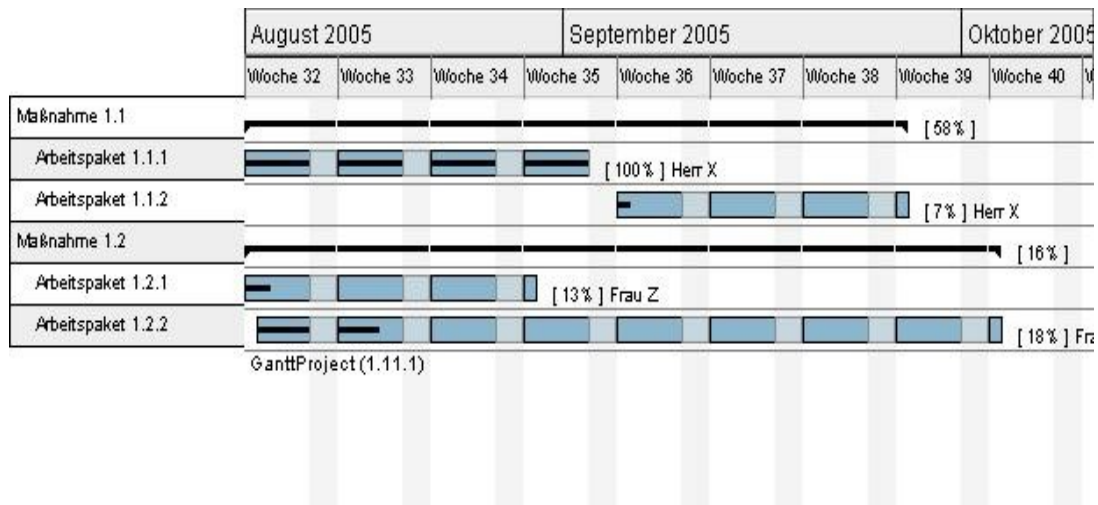 August 2005 September 2005 Oktober 2005
Woche 32 Woche 33 Woche 34 Woche 35 Woche 36 Woche 37 Woche 38 Woche 39 Woche 40
Maßnahme 1.1 [ 58 % ]
Arbeitspaket 1.1.1 [ 100 % ] Herr X
Arbeitspaket 1.1.2 [ 7 % ] Herr X
Maßnahme 1.2 [ 16 % ]
Arbeitspaket 1.2.1 [ 13 % ] Frau Z
Arbeitspaket 1.2.2 [ 18 % ]
GanttProject (1.11.1)